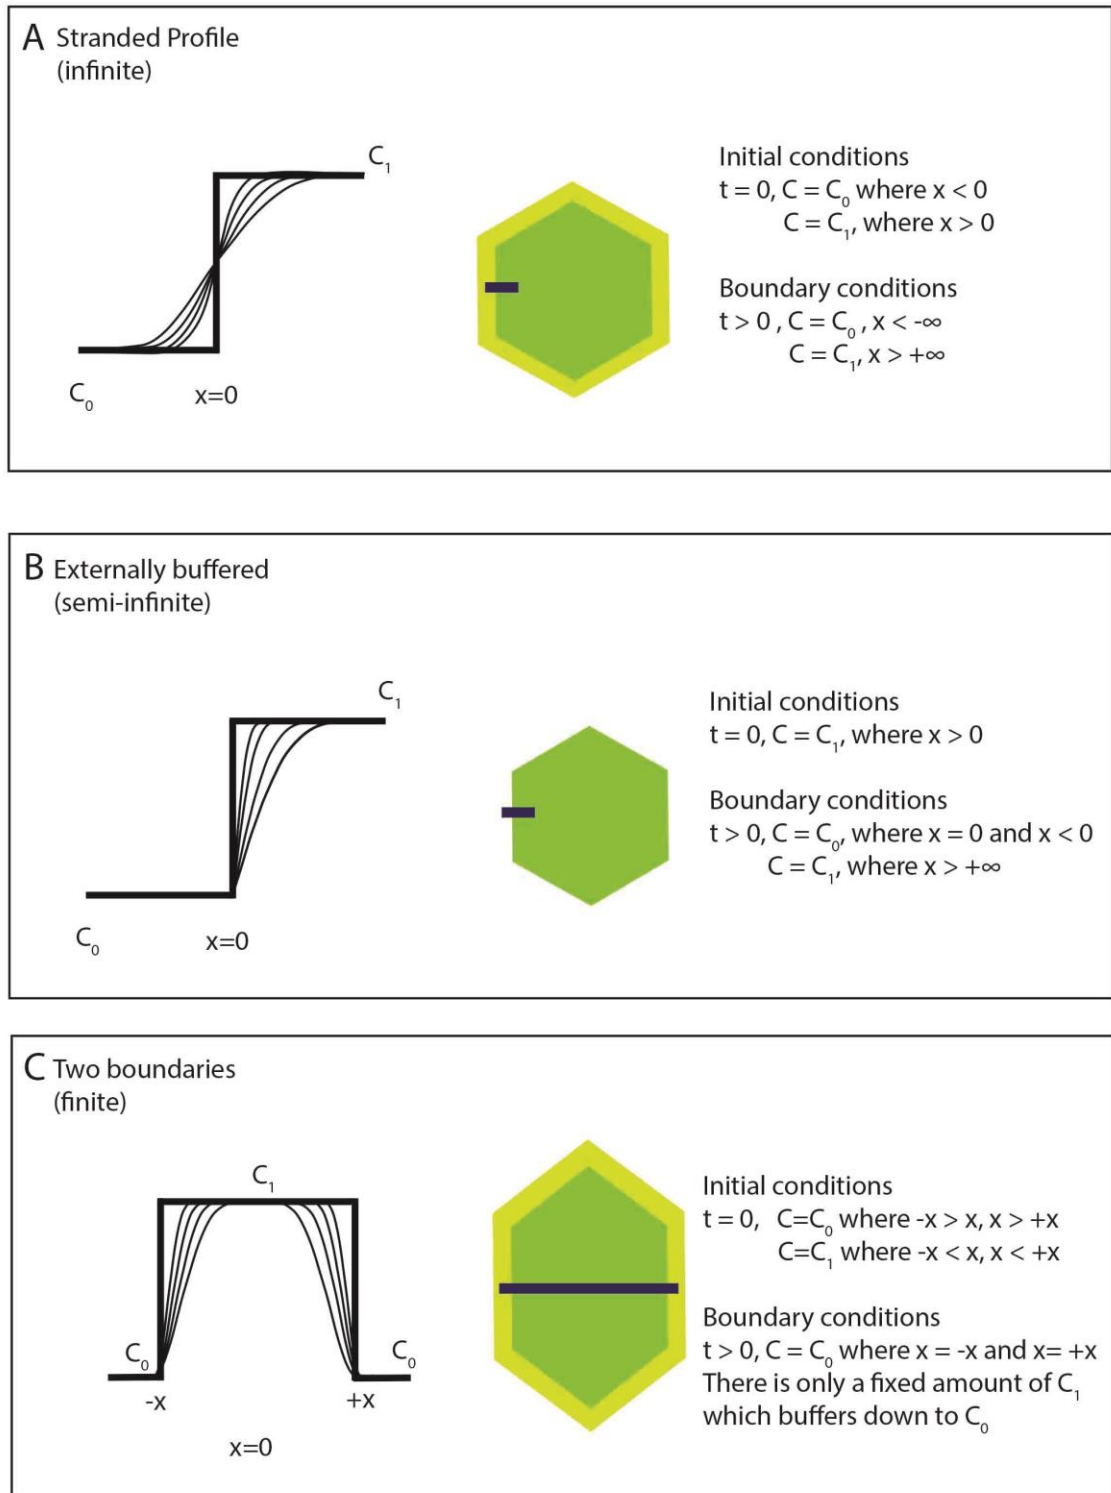 A Stranded Profile
(infinite)
C₁
C₀
x=0
Initial conditions
t = 0, C = C₀ where x < 0
C = C₁, where x > 0
Boundary conditions
t > 0 , C = C₀ , x < -∞
C = C₁, x > +∞
B Externally buffered
(semi-infinite)
C₁
C₀
x=0
Initial conditions
t = 0, C = C₁, where x > 0
Boundary conditions
t > 0, C = C₀, where x = 0 and x < 0
C = C₁, where x > +∞
C Two boundaries
(finite)
C₁
C₀
C₀
-x
+x
x=0
Initial conditions
t = 0, C=C₀ where -x > x, x > +x
C=C₁ where -x < x, x < +x
Boundary conditions
t > 0, C = C₀ where x = -x and x= +x
There is only a fixed amount of C₁
which buffers down to C₀